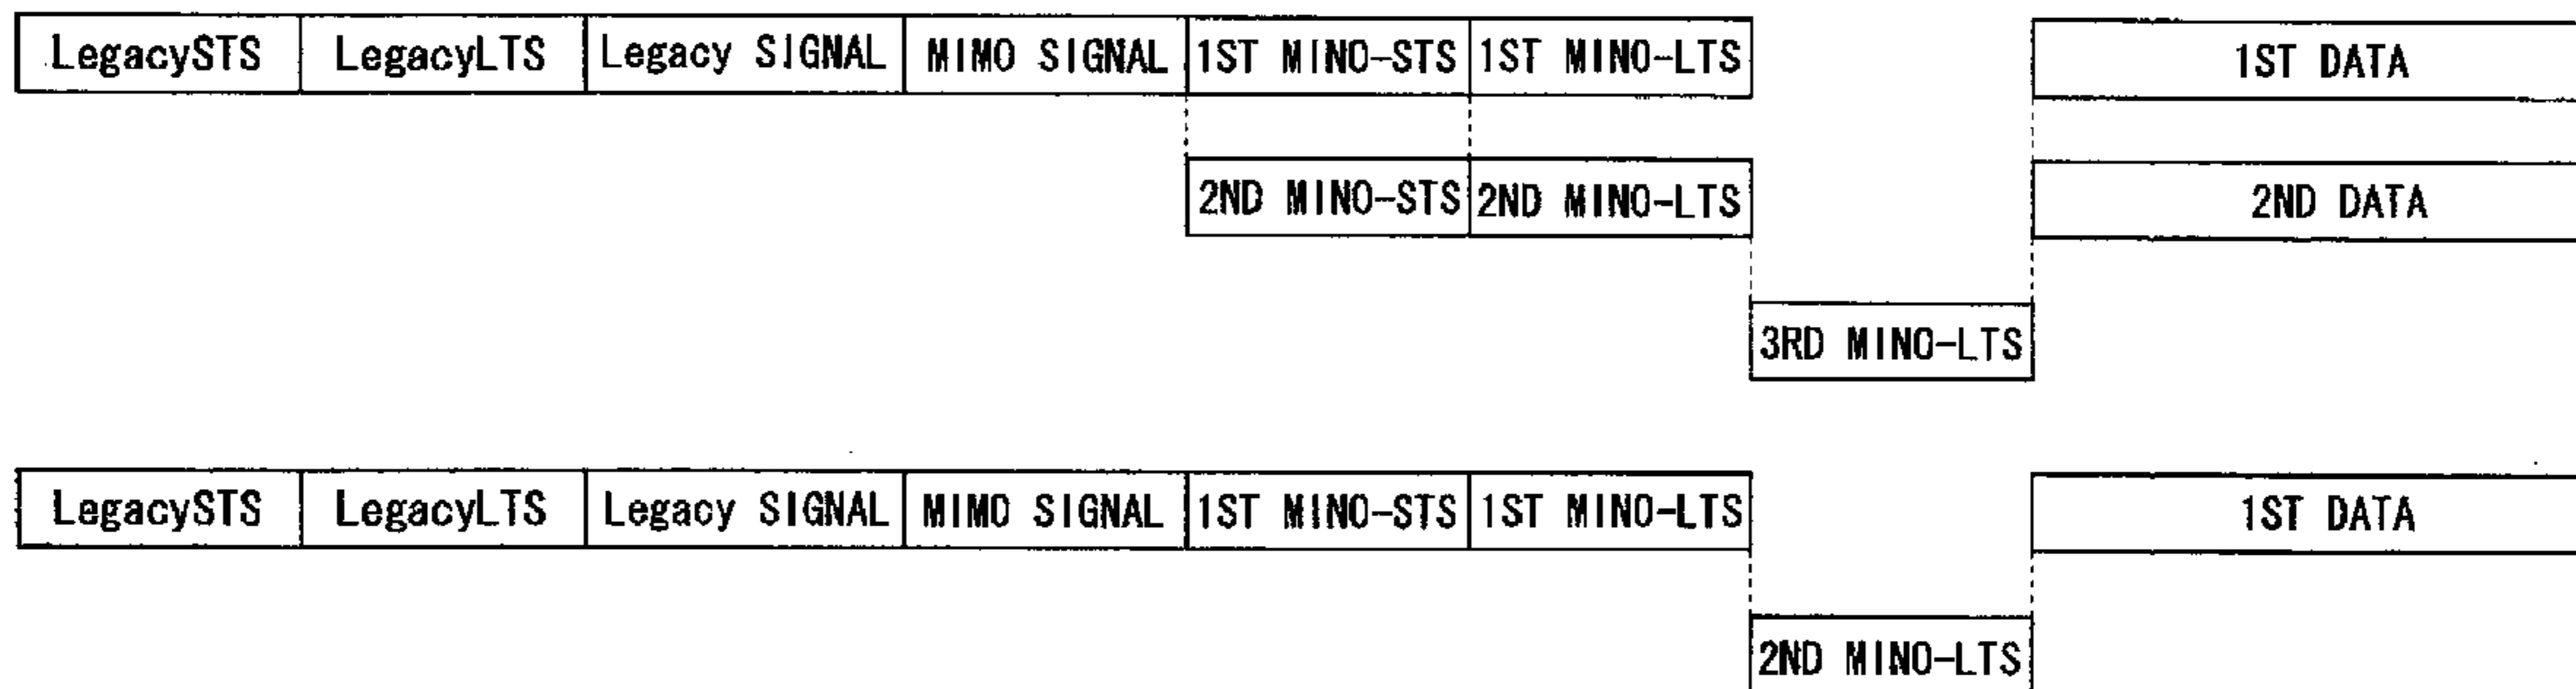 LegacySTS LegacyLTS Legacy SIGNAL MIMO SIGNAL 1ST MINO-STS 1ST MINO-LTS 1ST DATA
2ND MINO-STS 2ND MINO-LTS 2ND DATA
3RD MINO-LTS
LegacySTS LegacyLTS Legacy SIGNAL MIMO SIGNAL 1ST MINO-STS 1ST MINO-LTS 1ST DATA
2ND MINO-LTS